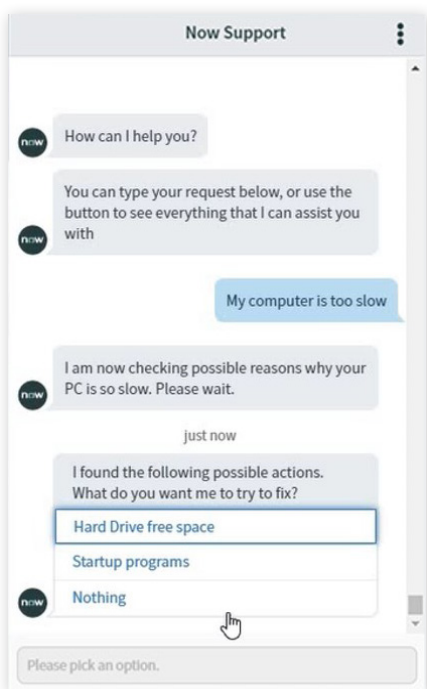 Now Support
How can I help you?
now
You can type your request below, or use the
button to see everything that I can assist you
with
now
My computer is too slow
I am now checking possible reasons why your
PC is so slow. Please wait.
now
just now
I found the following possible actions.
What do you want me to try to fix?
Hard Drive free space
Startup programs
Nothing
now
Please pick an option.